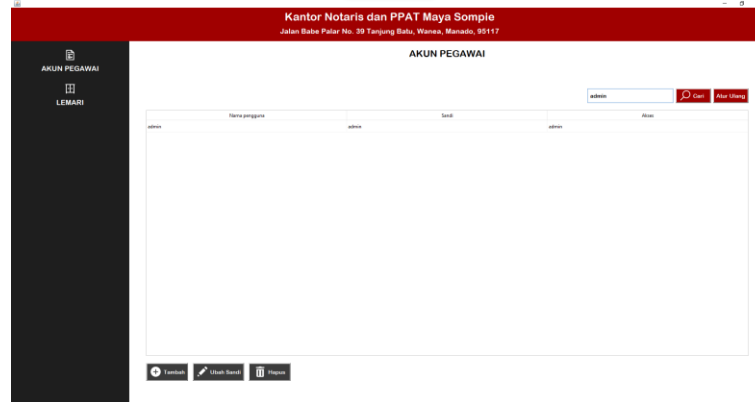 Kantor Notaris dan PPAT Maya Sompie
Jalan Babe Palar No. 39 Tanjung Batu, Wanea, Manado, 95117
AKUN PEGAWAI
LEMARI
AKUN PEGAWAI
admin Cari Atur Ulang
Nama pengguna Sandi Akses
admin admin admin
Tambah Ubah Sandi Hapus